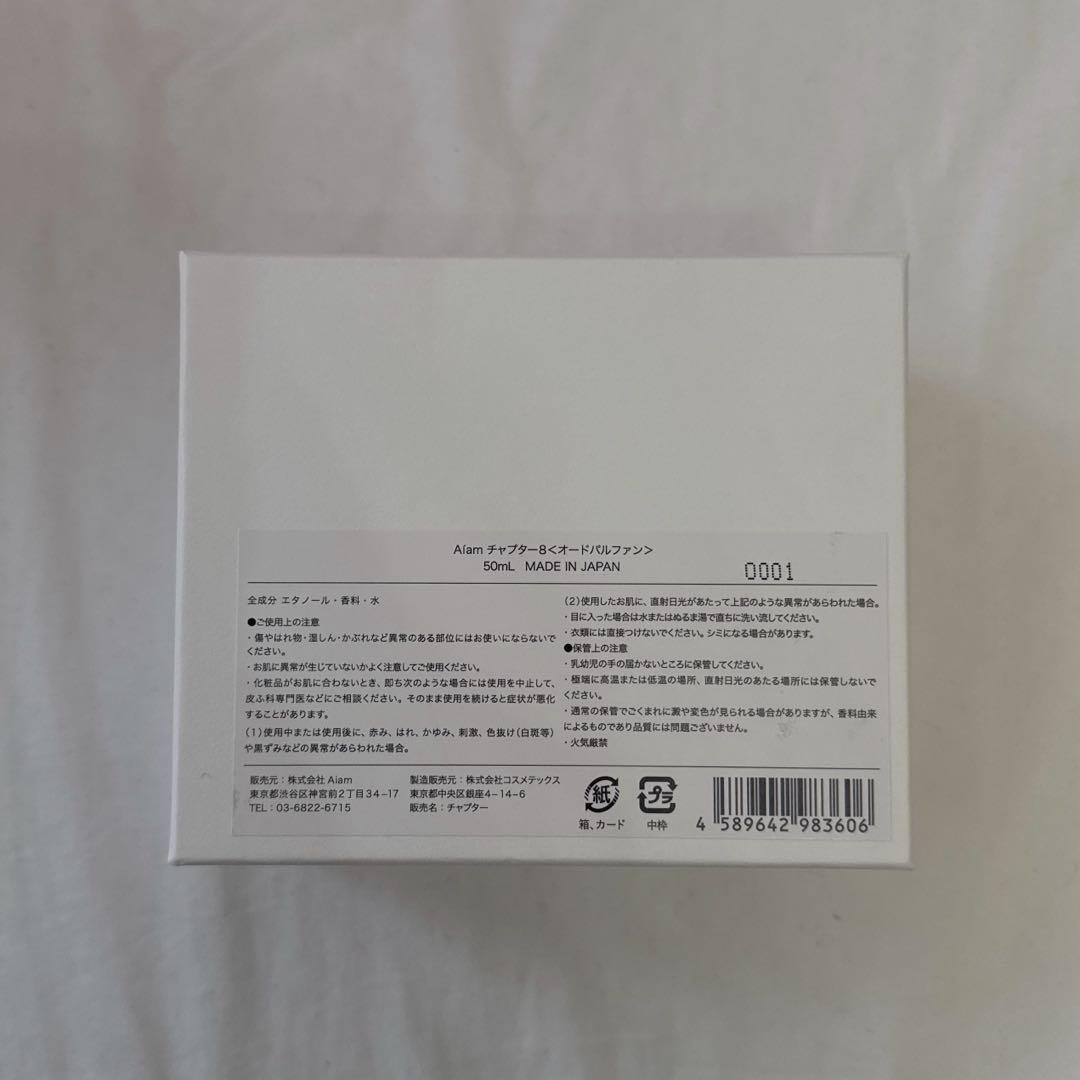 Aíam チャプター8<オードパルファン>
50mL MADE IN JAPAN
0001
全成分 エタノール・香料・水
●ご使用上の注意
・傷やはれ物・湿しん・かぶれなど異常のある部位にはお使いにならないで
ください。
・お肌に異常が生じていないかよく注意してご使用ください。
・化粧品がお肌に合わないとき、即ち次のような場合には使用を中止して、
皮ふ科専門医などにご相談ください。そのまま使用を続けると症状が悪化
することがあります。
(1)使用中または使用後に、赤み、はれ、かゆみ、刺激、色抜け(白斑等)
や黒ずみなどの異常があらわれた場合。
(2)使用したお肌に、直射日光があたって上記のような異常があらわれた場合。
・目に入った場合は水またはぬるま湯で直ちに洗い流してください。
・衣類には直接つけないでください。シミになる場合があります。
●保管上の注意
・乳幼児の手の届かないところに保管してください。
・極端に高温または低温の場所、直射日光のあたる場所には保管しないで
ください。
・通常の保管でごくまれに澱や変色が見られる場合がありますが、香料由来
によるものであり品質には問題ございません。
・火気厳禁
販売元:株式会社 Aiam
東京都渋谷区神宮前2丁目34-17
TEL:03-6822-6715
製造販売元:株式会社コスメテックス
東京都中央区銀座4-14-6
販売名:チャプター
紙
箱、カード
プラ
中枠
4 589642 983606